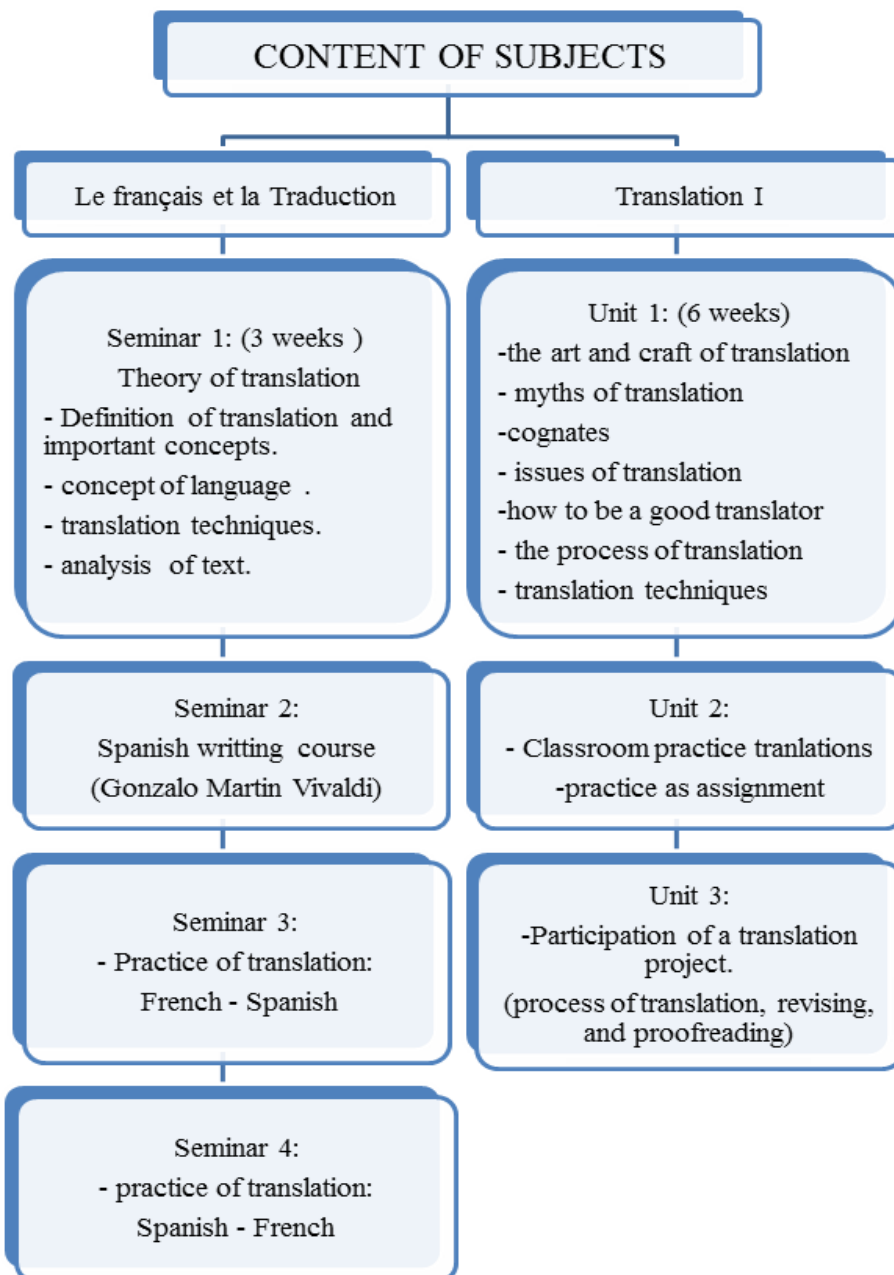 CONTENT OF SUBJECTS
Le français et la Traduction
Seminar 1: (3 weeks )
Theory of translation
- Definition of translation and
important concepts.
- concept of language .
- translation techniques.
- analysis of text.
Seminar 2:
Spanish writting course
(Gonzalo Martin Vivaldi)
Seminar 3:
- Practice of translation:
French - Spanish
Seminar 4:
- practice of translation:
Spanish - French
Translation I
Unit 1: (6 weeks)
-the art and craft of translation
- myths of translation
-cognates
- issues of translation
-how to be a good translator
- the process of translation
- translation techniques
Unit 2:
- Classroom practice tranlations
-practice as assignment
Unit 3:
-Participation of a translation
project.
(process of translation, revising,
and proofreading)